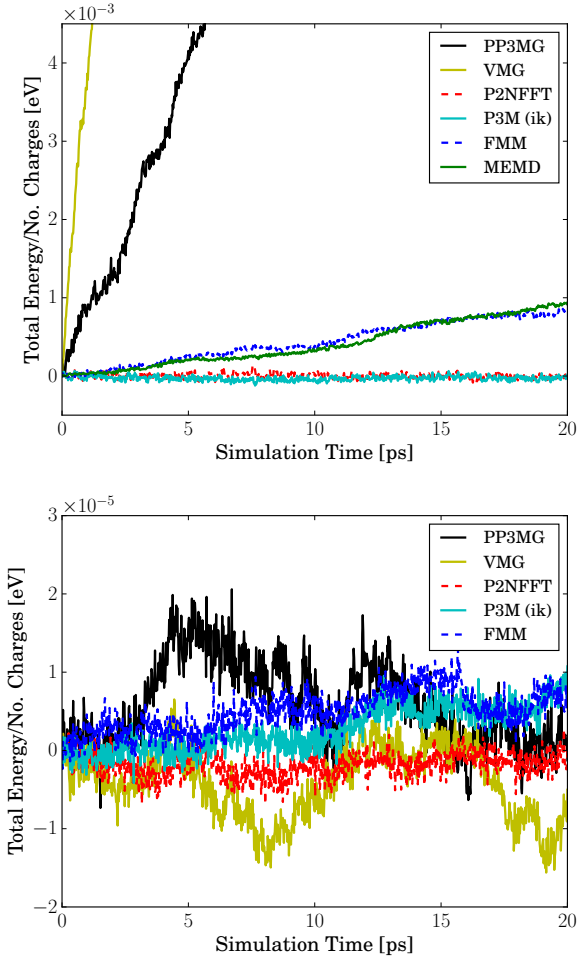 ×10⁻³
4
3
2
1
0
Total Energy/No. Charges [eV]
PP3MG
VMG
P2NFFT
P3M (ik)
FMM
MEMD
0 5 10 15 20
Simulation Time [ps]
×10⁻⁵
3
2
1
0
−1
−2
Total Energy/No. Charges [eV]
PP3MG
VMG
P2NFFT
P3M (ik)
FMM
0 5 10 15 20
Simulation Time [ps]